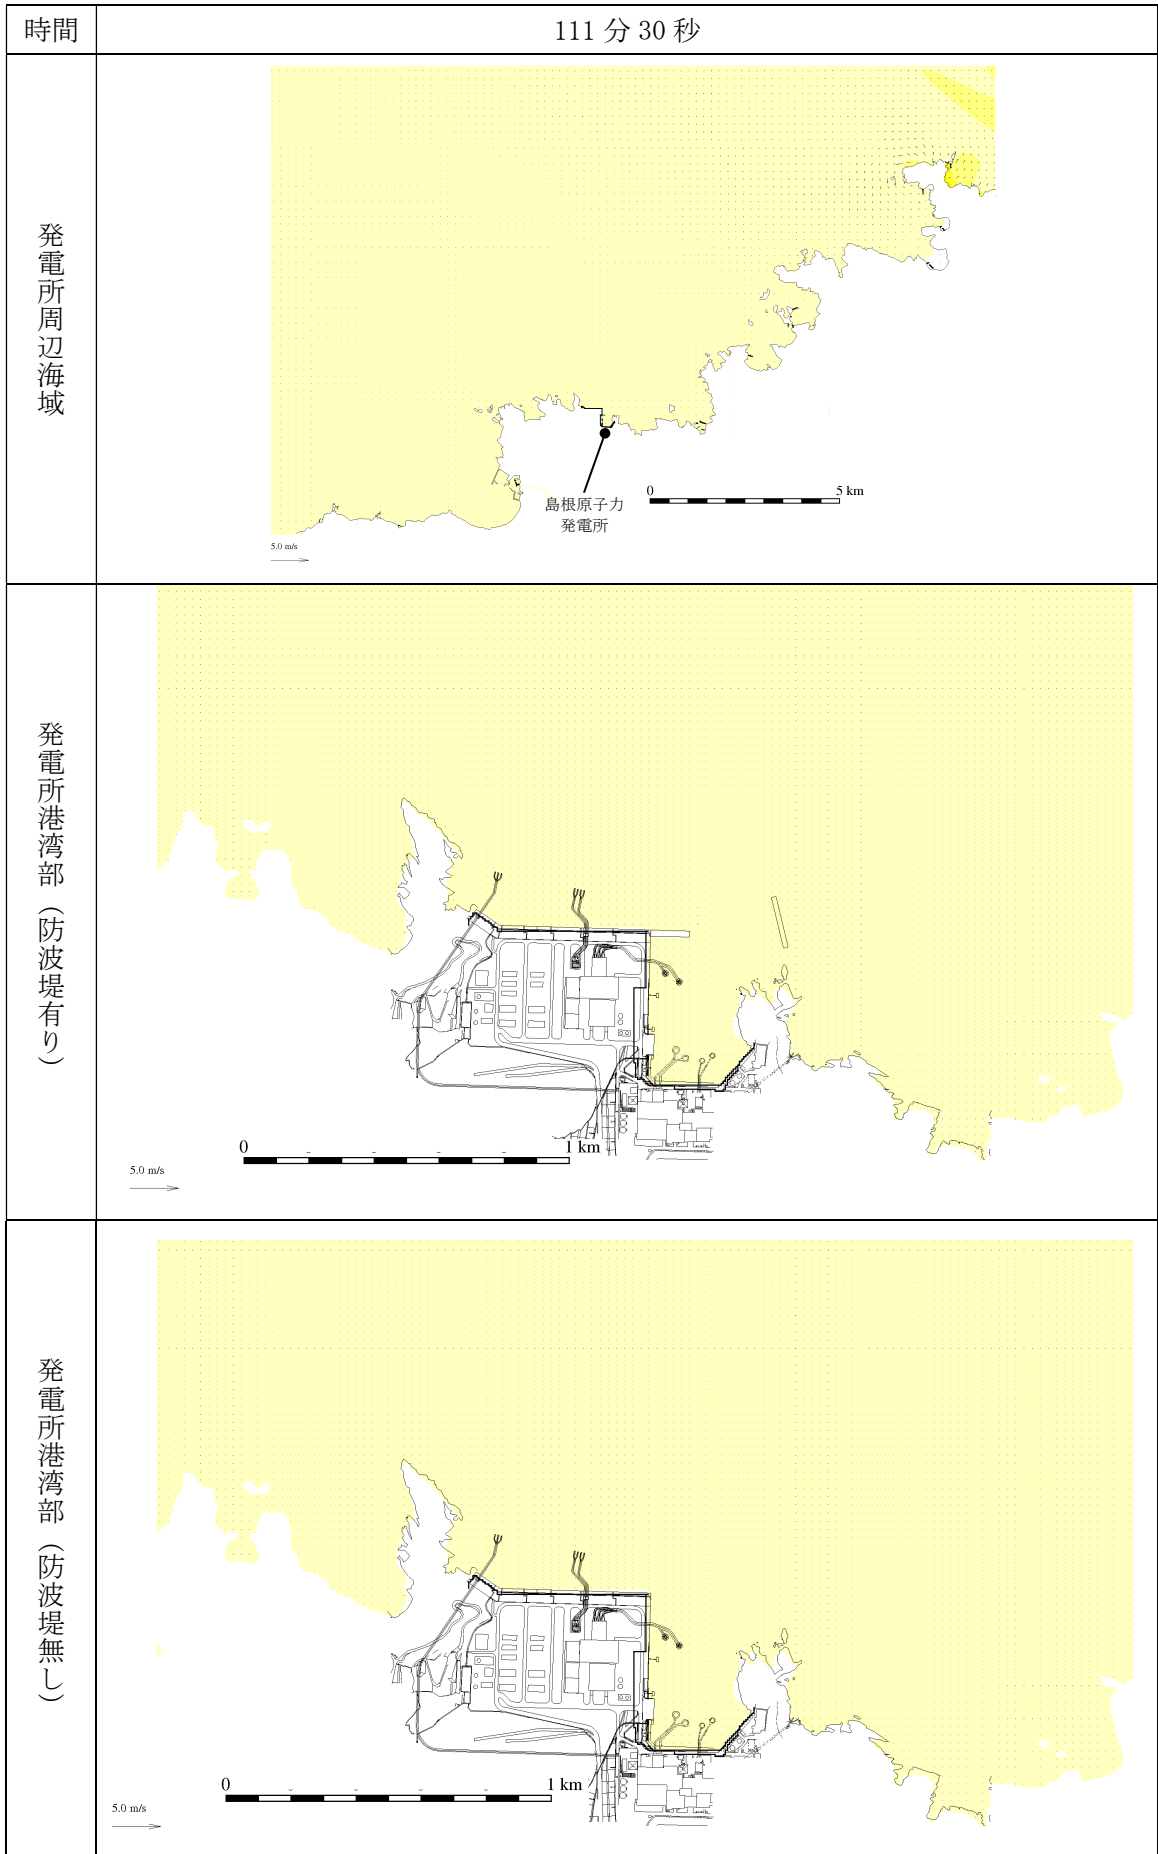 時間
111 分 30 秒
発電所周辺海域
島根原子力
発電所
0 5 km
5.0 m/s
発電所港湾部（防波堤有り）
0 1 km
5.0 m/s
発電所港湾部（防波堤無し）
0 1 km
5.0 m/s